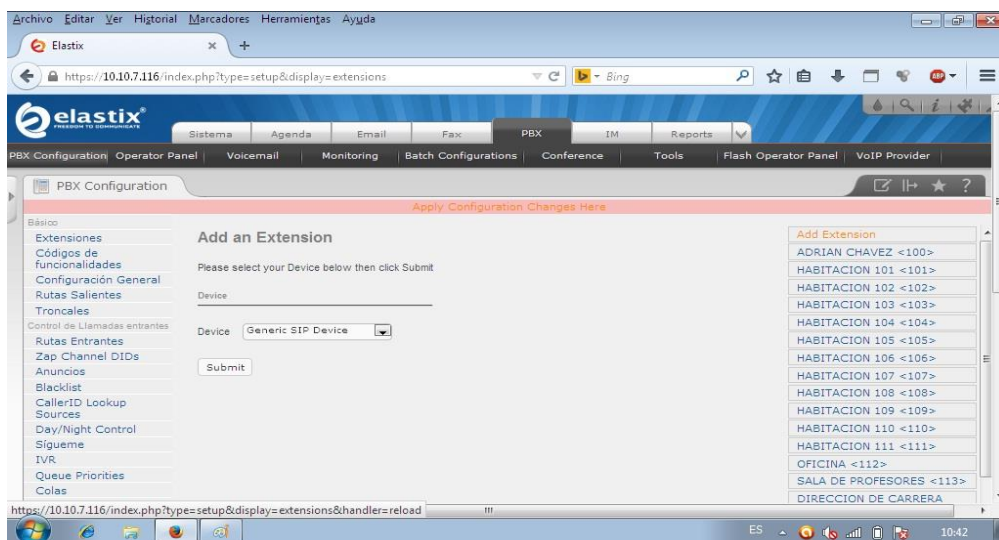 Archivo Editar Ver Historial Marcadores Herramientas Ayuda
Elastix
https://10.10.7.116/index.php?type=setup&display=extensions
Bing
elastix®
FREEDOM TO COMMUNICATE
Sistema Agenda Email Fax PBX IM Reports
PBX Configuration Operator Panel Voicemail Monitoring Batch Configurations Conference Tools Flash Operator Panel VoIP Provider
PBX Configuration
Apply Configuration Changes Here
Básico
Extensiones
Códigos de
funcionalidades
Configuración General
Rutas Salientes
Troncales
Control de Llamadas entrantes
Rutas Entrantes
Zap Channel DIDs
Anuncios
Blacklist
CallerID Lookup
Sources
Day/Night Control
Sígueme
IVR
Queue Priorities
Colas
Add an Extension
Please select your Device below then click Submit
Device
Device Generic SIP Device
Submit
Add Extension
ADRIAN CHAVEZ <100>
HABITACION 101 <101>
HABITACION 102 <102>
HABITACION 103 <103>
HABITACION 104 <104>
HABITACION 105 <105>
HABITACION 106 <106>
HABITACION 107 <107>
HABITACION 108 <108>
HABITACION 109 <109>
HABITACION 110 <110>
HABITACION 111 <111>
OFICINA <112>
SALA DE PROFESORES <113>
DIRECCION DE CARRERA
https://10.10.7.116/index.php?type=setup&display=extensions&handler=reload
ES 10:42